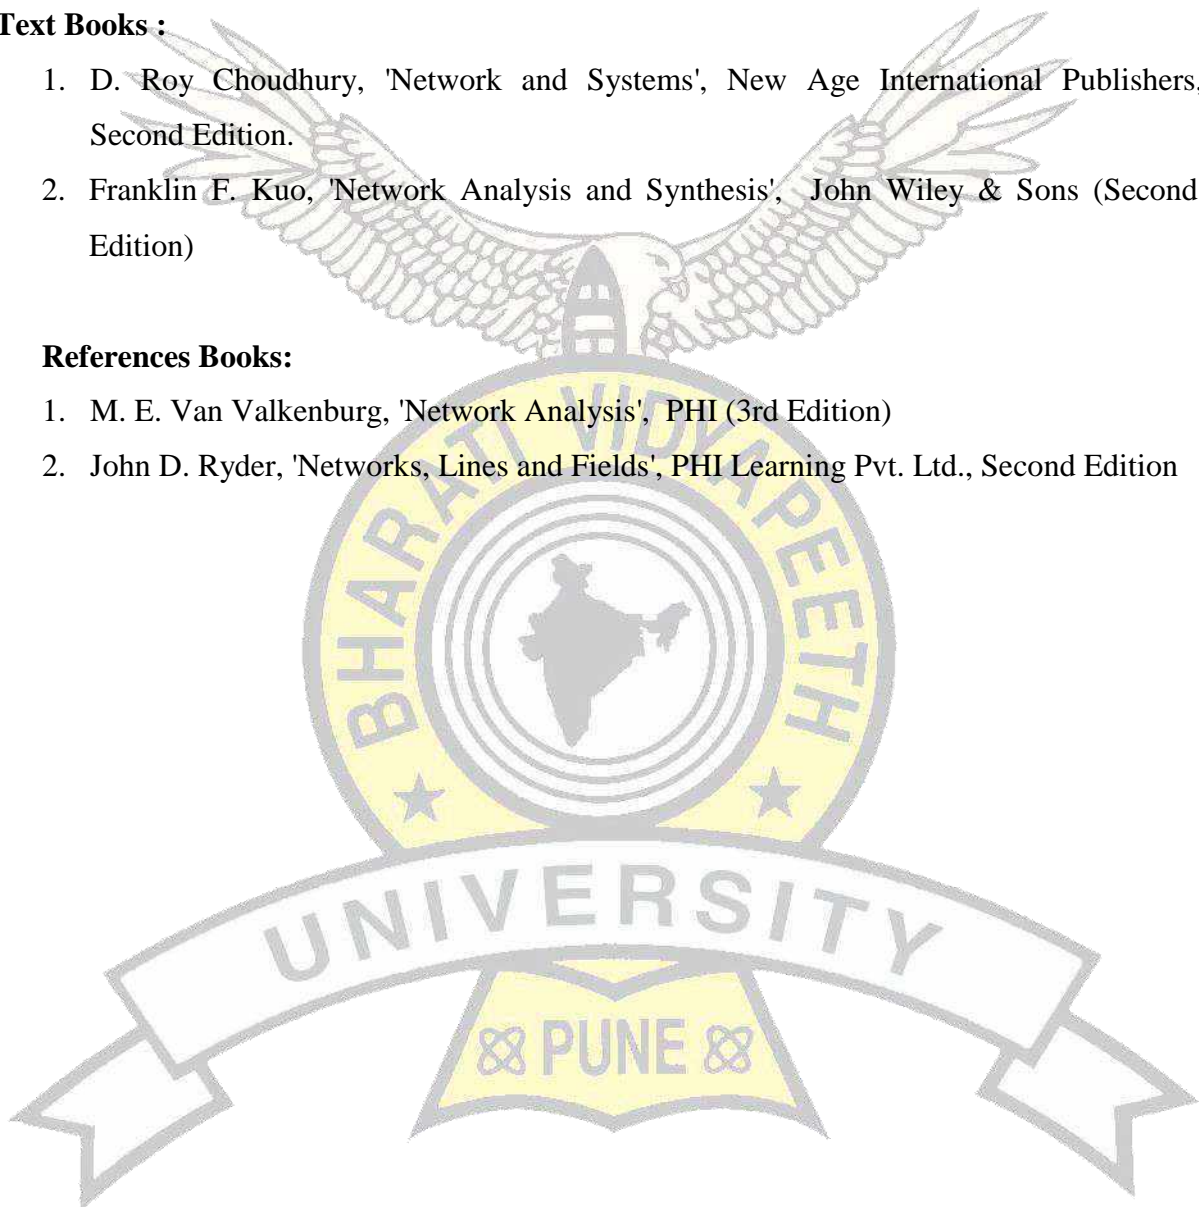 Text Books :
1. D. Roy Choudhury, 'Network and Systems', New Age International Publishers,
Second Edition.
2. Franklin F. Kuo, 'Network Analysis and Synthesis', John Wiley & Sons (Second
Edition)
References Books:
1. M. E. Van Valkenburg, 'Network Analysis', PHI (3rd Edition)
2. John D. Ryder, 'Networks, Lines and Fields', PHI Learning Pvt. Ltd., Second Edition
BHARATI VIDYAPEETH
UNIVERSITY
PUNE